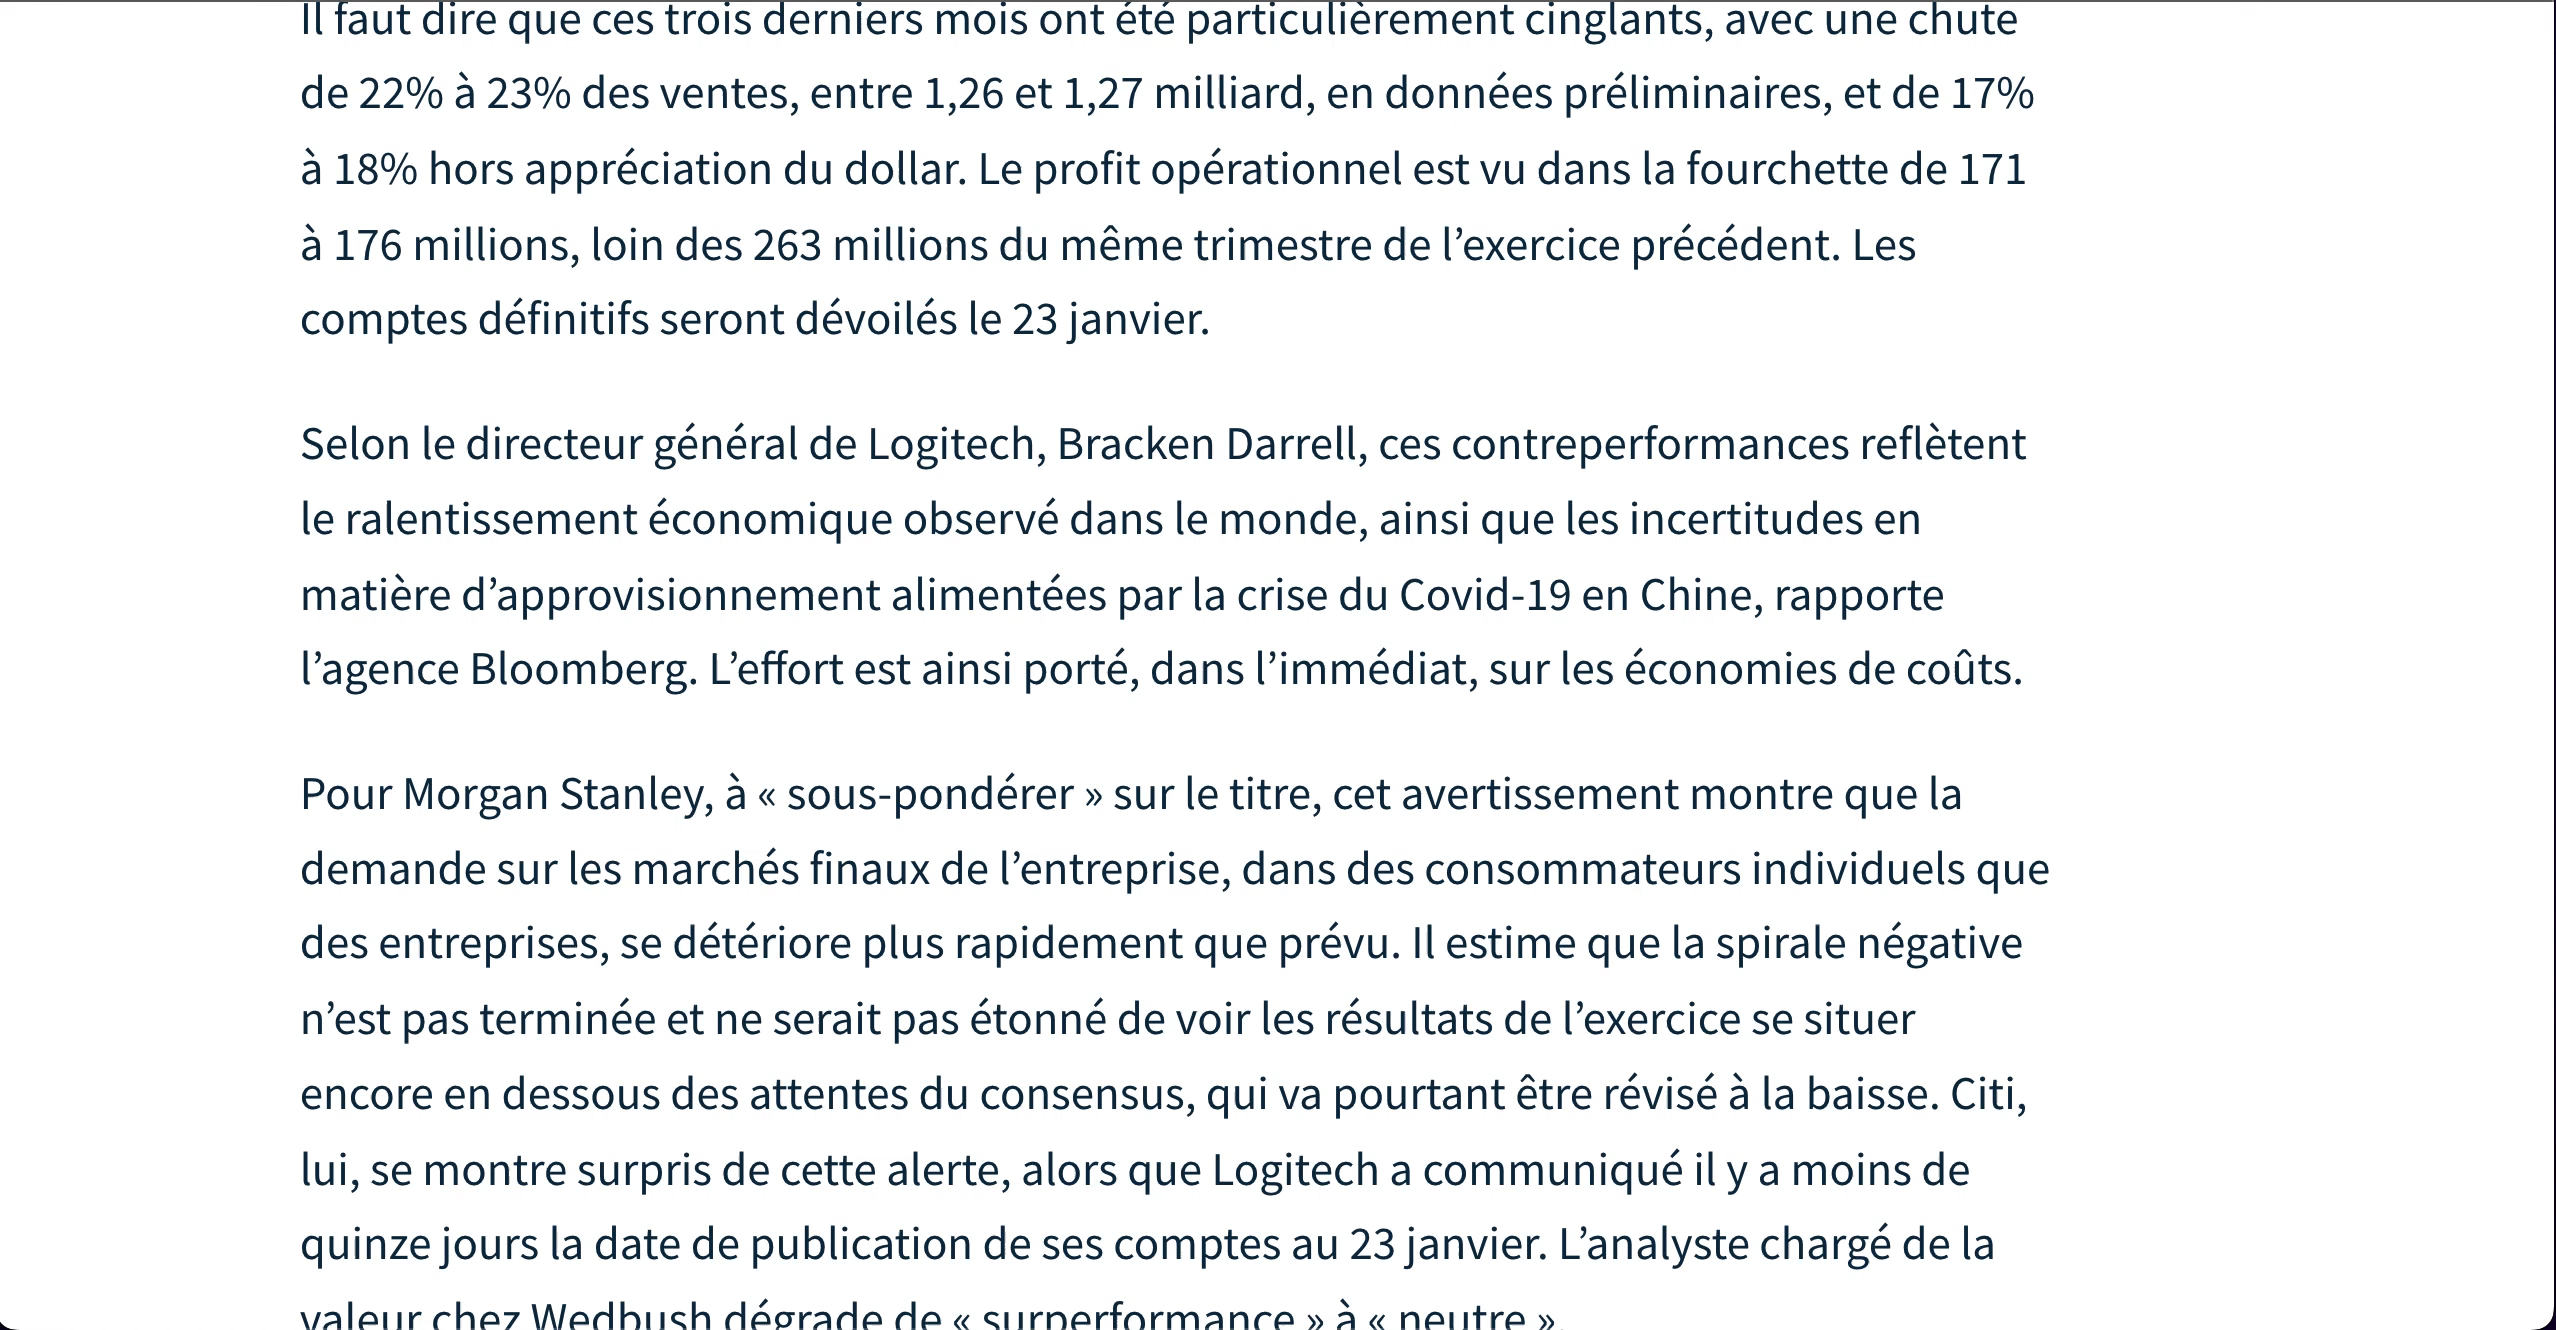 Il faut dire que ces trois derniers mois ont été particulièrement cinglants, avec une chute
de 22% à 23% des ventes, entre 1,26 et 1,27 milliard, en données préliminaires, et de 17%
à 18% hors appréciation du dollar. Le profit opérationnel est vu dans la fourchette de 171
à 176 millions, loin des 263 millions du même trimestre de l’exercice précédent. Les
comptes définitifs seront dévoilés le 23 janvier.
Selon le directeur général de Logitech, Bracken Darrell, ces contreperformances reflètent
le ralentissement économique observé dans le monde, ainsi que les incertitudes en
matière d’approvisionnement alimentées par la crise du Covid-19 en Chine, rapporte
l’agence Bloomberg. L’effort est ainsi porté, dans l’immédiat, sur les économies de coûts.
Pour Morgan Stanley, à « sous-pondérer » sur le titre, cet avertissement montre que la
demande sur les marchés finaux de l’entreprise, dans des consommateurs individuels que
des entreprises, se détériore plus rapidement que prévu. Il estime que la spirale négative
n’est pas terminée et ne serait pas étonné de voir les résultats de l’exercice se situer
encore en dessous des attentes du consensus, qui va pourtant être révisé à la baisse. Citi,
lui, se montre surpris de cette alerte, alors que Logitech a communiqué il y a moins de
quinze jours la date de publication de ses comptes au 23 janvier. L’analyste chargé de la
valeur chez Wedbush dégrade de « surperformance » à « neutre ».